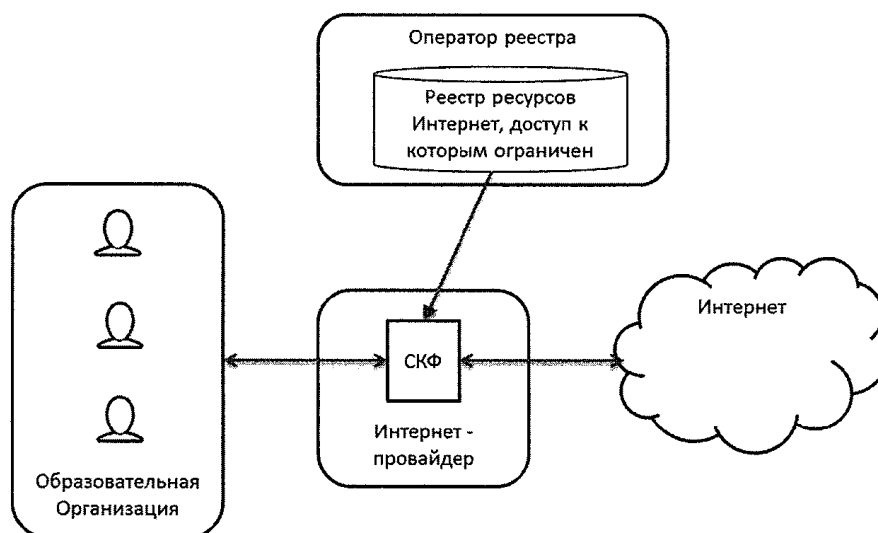 Оператор реестра
Реестр ресурсов
Интернет, доступ к
которым ограничен
Образовательная
Организация
СКФ
Интернет -
провайдер
Интернет